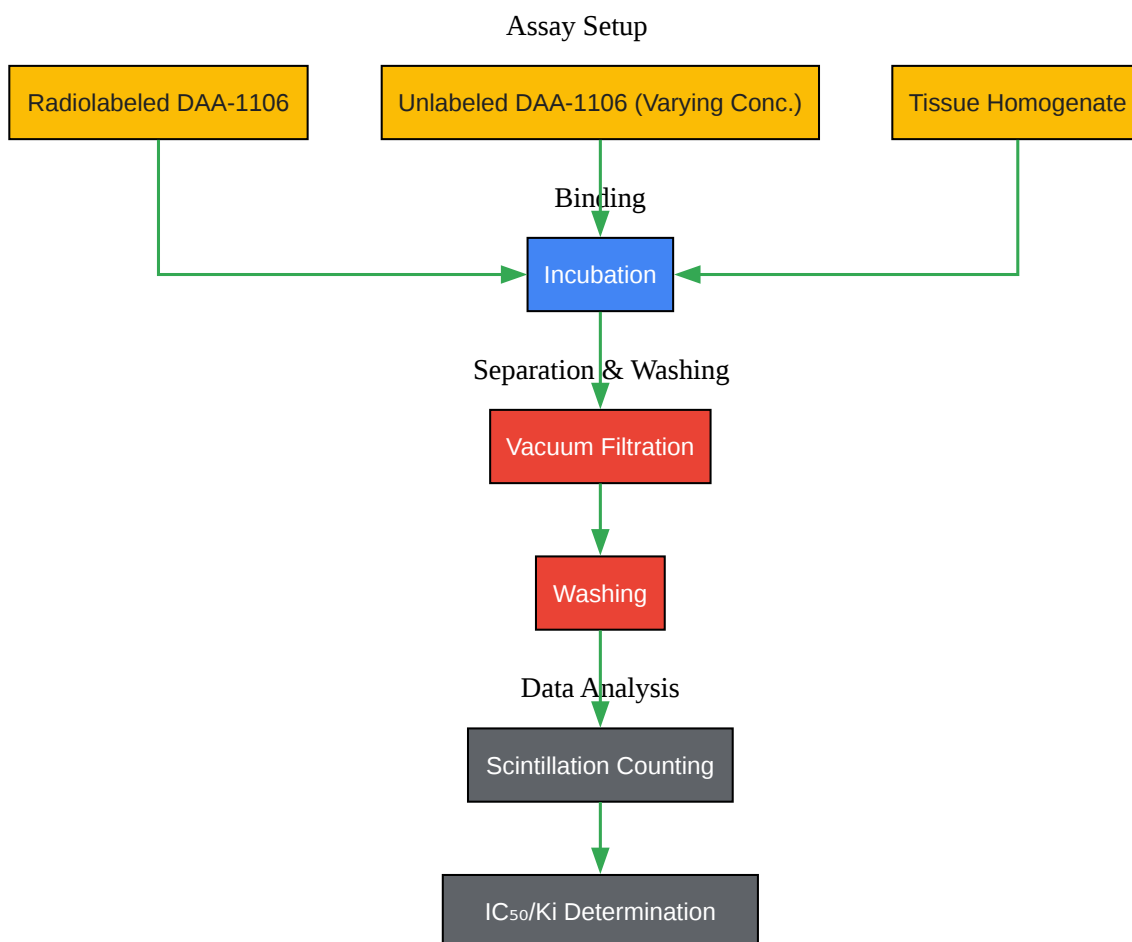 Assay Setup
Radiolabeled DAA-1106
Unlabeled DAA-1106 (Varying Conc.)
Tissue Homogenate
Binding
Incubation
Separation & Washing
Vacuum Filtration
Washing
Data Analysis
Scintillation Counting
IC₅₀/Ki Determination